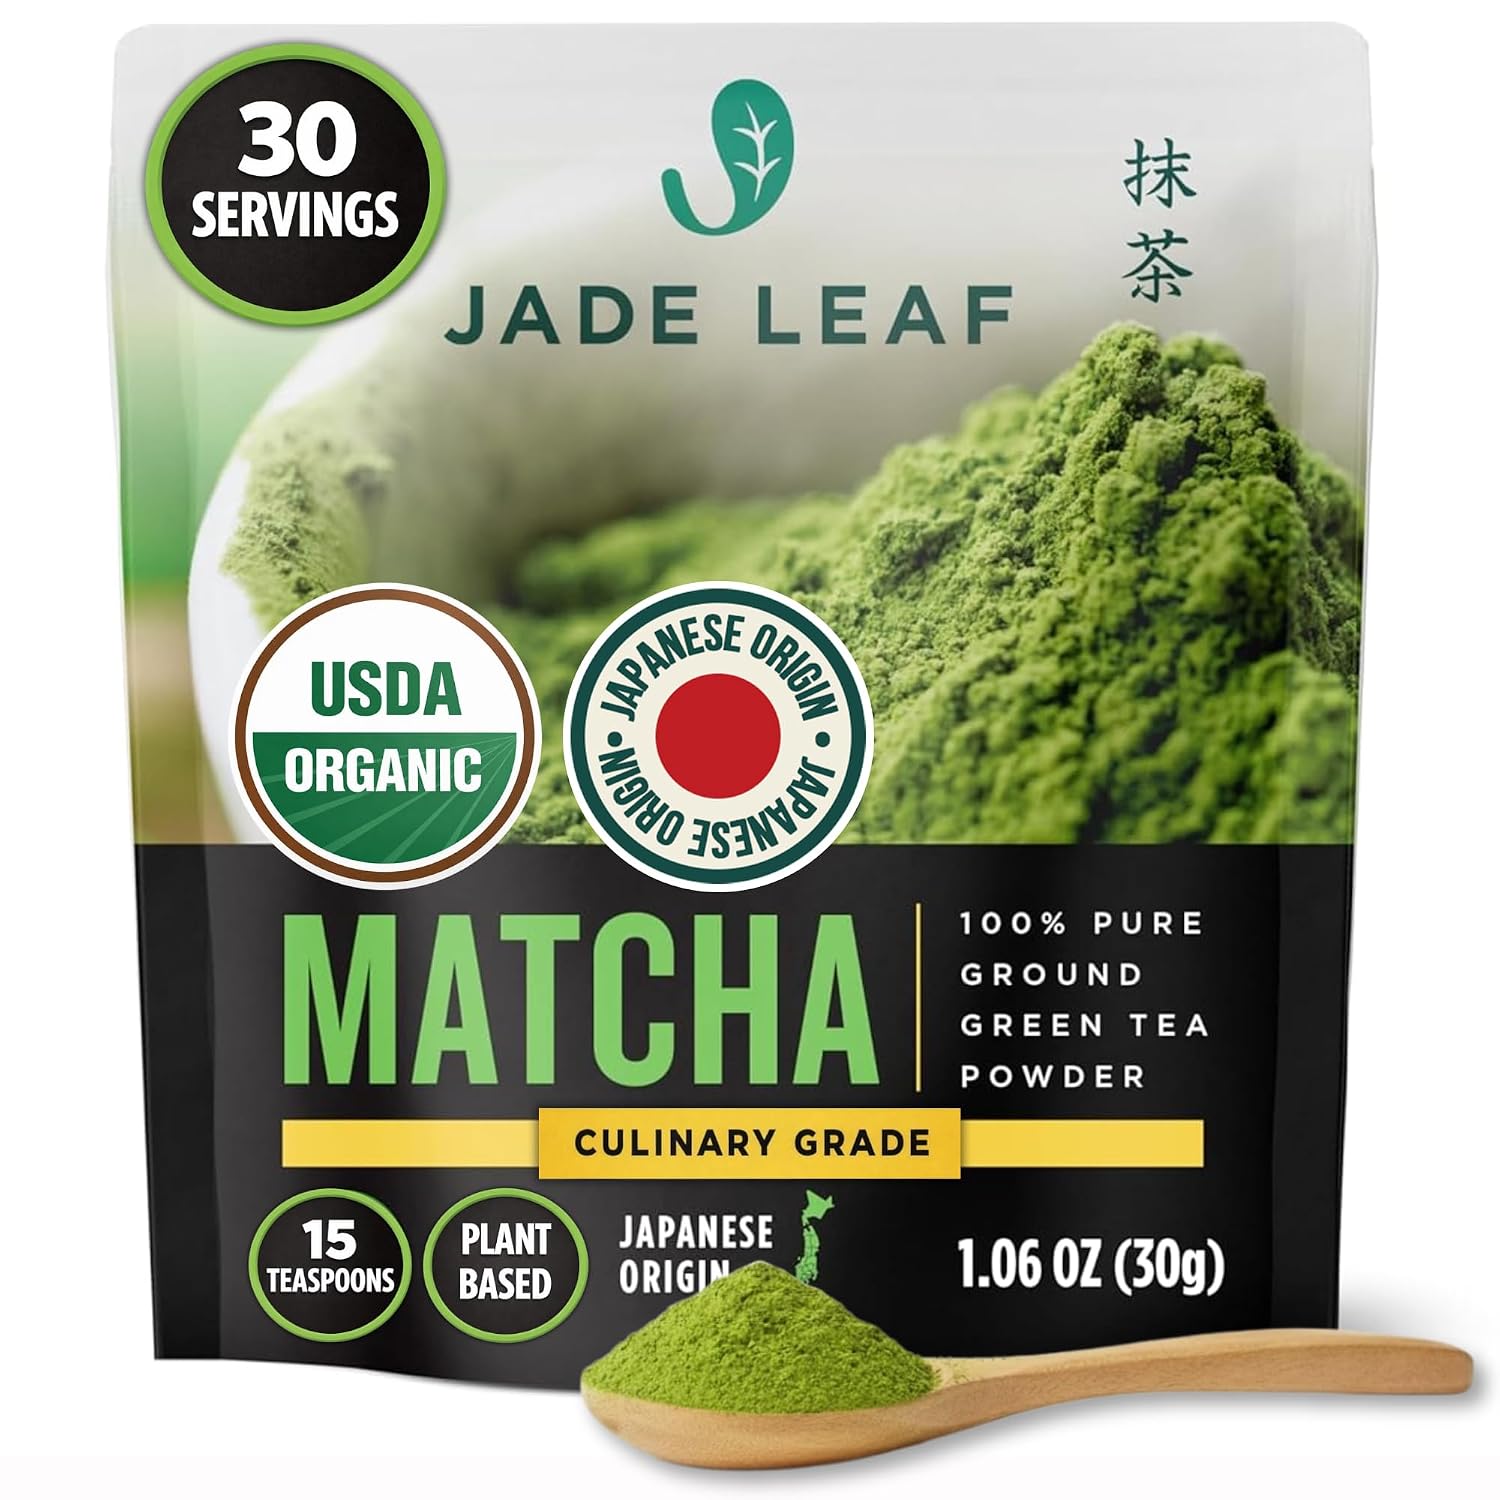 30
SERVINGS
JADE LEAF
抹
茶
USDA
ORGANIC
JAPANESE ORIGIN • JAPANESE ORIGIN •
MATCHA
100% PURE
GROUND
GREEN TEA
POWDER
CULINARY GRADE
15
TEASPOONS
PLANT
BASED
JAPANESE
ORIGIN
1.06 OZ (30g)